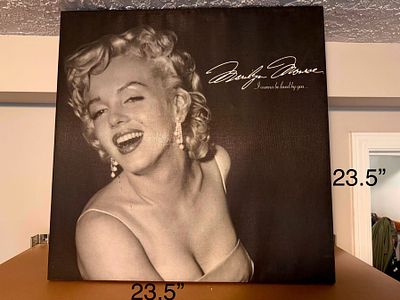 Marilyn Monroe
I wanna be loved by you...
23.5”
23.5”